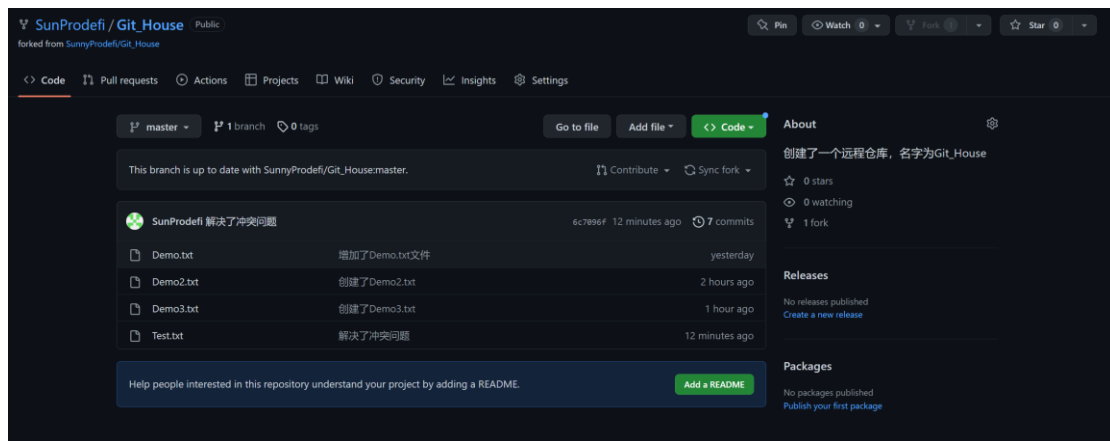 SunProdefi / Git_House Public
Pin
Watch 0
Fork 1
Star 0
forked from SunnyProdefi/Git_House
Code
Pull requests
Actions
Projects
Wiki
Security
Insights
Settings
master
1 branch
0 tags
Go to file
Add file
Code
This branch is up to date with SunnyProdefi/Git_House:master.
Contribute
Sync fork
SunProdefi 解决了冲突问题
6c7096f 12 minutes ago
7 commits
Demo.txt 增加了Demo.txt文件 yesterday
Demo2.txt 创建了Demo2.txt 2 hours ago
Demo3.txt 创建了Demo3.txt 1 hour ago
Test.txt 解决了冲突问题 12 minutes ago
Help people interested in this repository understand your project by adding a README.
Add a README
About
创建了一个远程仓库，名字为Git_House
0 stars
0 watching
1 fork
Releases
No releases published
Create a new release
Packages
No packages published
Publish your first package